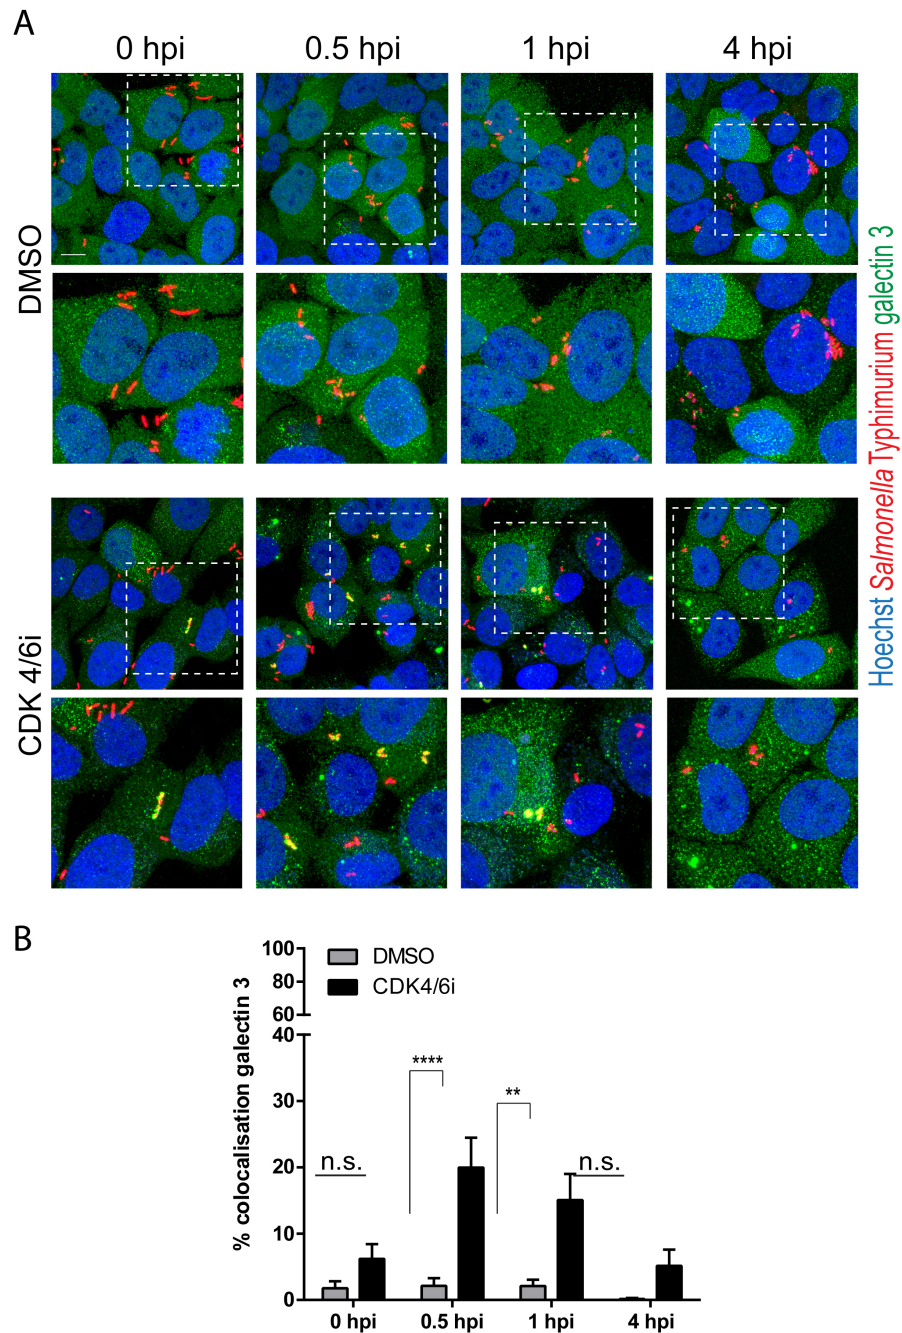 A
0 hpi 0.5 hpi 1 hpi 4 hpi
DMSO
CDK 4/6i
Hoechst Salmonella Typhimurium galectin 3
B
% colocalisation galectin 3
100
80
60
40
30
20
10
0
DMSO
CDK4/6i
n.s.
****
**
n.s.
0 hpi 0.5 hpi 1 hpi 4 hpi